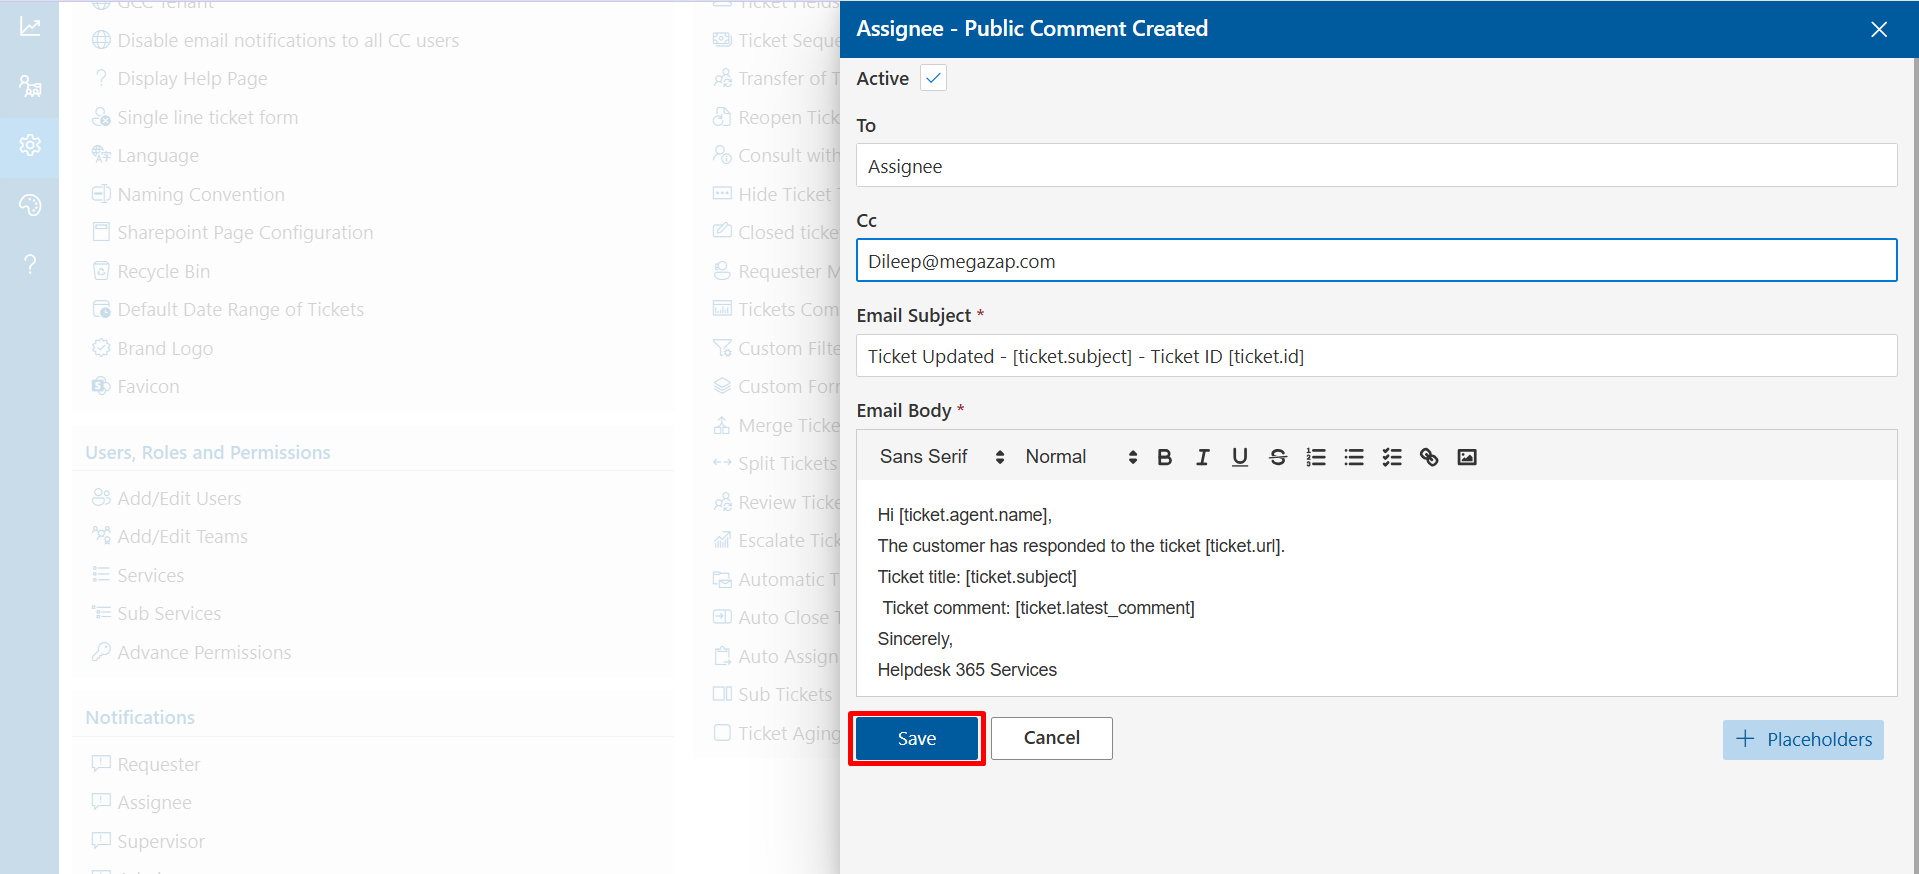 GCC Tenant
Disable email notifications to all CC users
Display Help Page
Single line ticket form
Language
Naming Convention
Sharepoint Page Configuration
Recycle Bin
Default Date Range of Tickets
Brand Logo
Favicon
Users, Roles and Permissions
Add/Edit Users
Add/Edit Teams
Services
Sub Services
Advance Permissions
Notifications
Requester
Assignee
Supervisor
Ticket Fields
Ticket Seque
Transfer of T
Reopen Tick
Consult with
Hide Ticket T
Closed ticke
Requester M
Tickets Com
Custom Filte
Custom Forr
Merge Ticke
Split Tickets
Review Ticke
Escalate Tick
Automatic T
Auto Close T
Auto Assign
Sub Tickets
Ticket Aging
Assignee - Public Comment Created
Active
To
Assignee
Cc
Dileep@megazap.com
Email Subject *
Ticket Updated - [ticket.subject] - Ticket ID [ticket.id]
Email Body *
Sans Serif Normal B I U S
Hi [ticket.agent.name],
The customer has responded to the ticket [ticket.url].
Ticket title: [ticket.subject]
Ticket comment: [ticket.latest_comment]
Sincerely,
Helpdesk 365 Services
Save Cancel + Placeholders